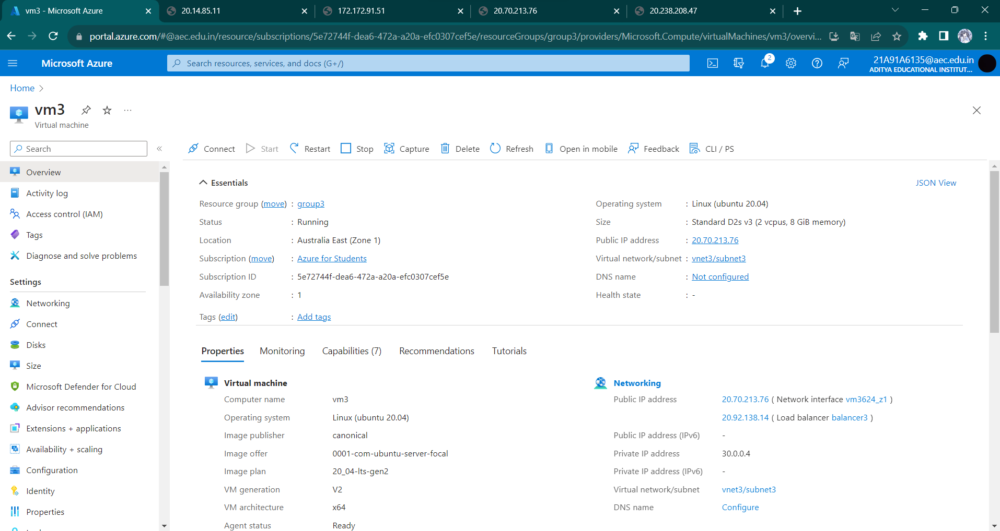 vm3 - Microsoft Azure
20.14.85.11
172.172.91.51
20.70.213.76
20.238.208.47
portal.azure.com/#@aec.edu.in/resource/subscriptions/5e72744f-dea6-472a-a20a-efc0307cef5e/resourceGroups/group3/providers/Microsoft.Compute/virtualMachines/vm3/overvi...
Microsoft Azure
Search resources, services, and docs (G+/)
2
21A91A6135@aec.edu.in
ADITYA EDUCATIONAL INSTITUT...
Home
vm3
Virtual machine
Search
Connect
Start
Restart
Stop
Capture
Delete
Refresh
Open in mobile
Feedback
CLI / PS
Overview
Activity log
Access control (IAM)
Tags
Diagnose and solve problems
Settings
Networking
Connect
Disks
Size
Microsoft Defender for Cloud
Advisor recommendations
Extensions + applications
Availability + scaling
Configuration
Identity
Properties
Essentials
JSON View
Resource group (move) : group3
Status : Running
Location : Australia East (Zone 1)
Subscription (move) : Azure for Students
Subscription ID : 5e72744f-dea6-472a-a20a-efc0307cef5e
Availability zone : 1
Tags (edit) : Add tags
Operating system : Linux (ubuntu 20.04)
Size : Standard D2s v3 (2 vcpus, 8 GiB memory)
Public IP address : 20.70.213.76
Virtual network/subnet : vnet3/subnet3
DNS name : Not configured
Health state : -
Properties
Monitoring
Capabilities (7)
Recommendations
Tutorials
Virtual machine
Computer name vm3
Operating system Linux (ubuntu 20.04)
Image publisher canonical
Image offer 0001-com-ubuntu-server-focal
Image plan 20_04-lts-gen2
VM generation V2
VM architecture x64
Agent status Ready
Networking
Public IP address 20.70.213.76 ( Network interface vm3624_z1 )
20.92.138.14 ( Load balancer balancer3 )
Public IP address (IPv6) -
Private IP address 30.0.0.4
Private IP address (IPv6) -
Virtual network/subnet vnet3/subnet3
DNS name Configure